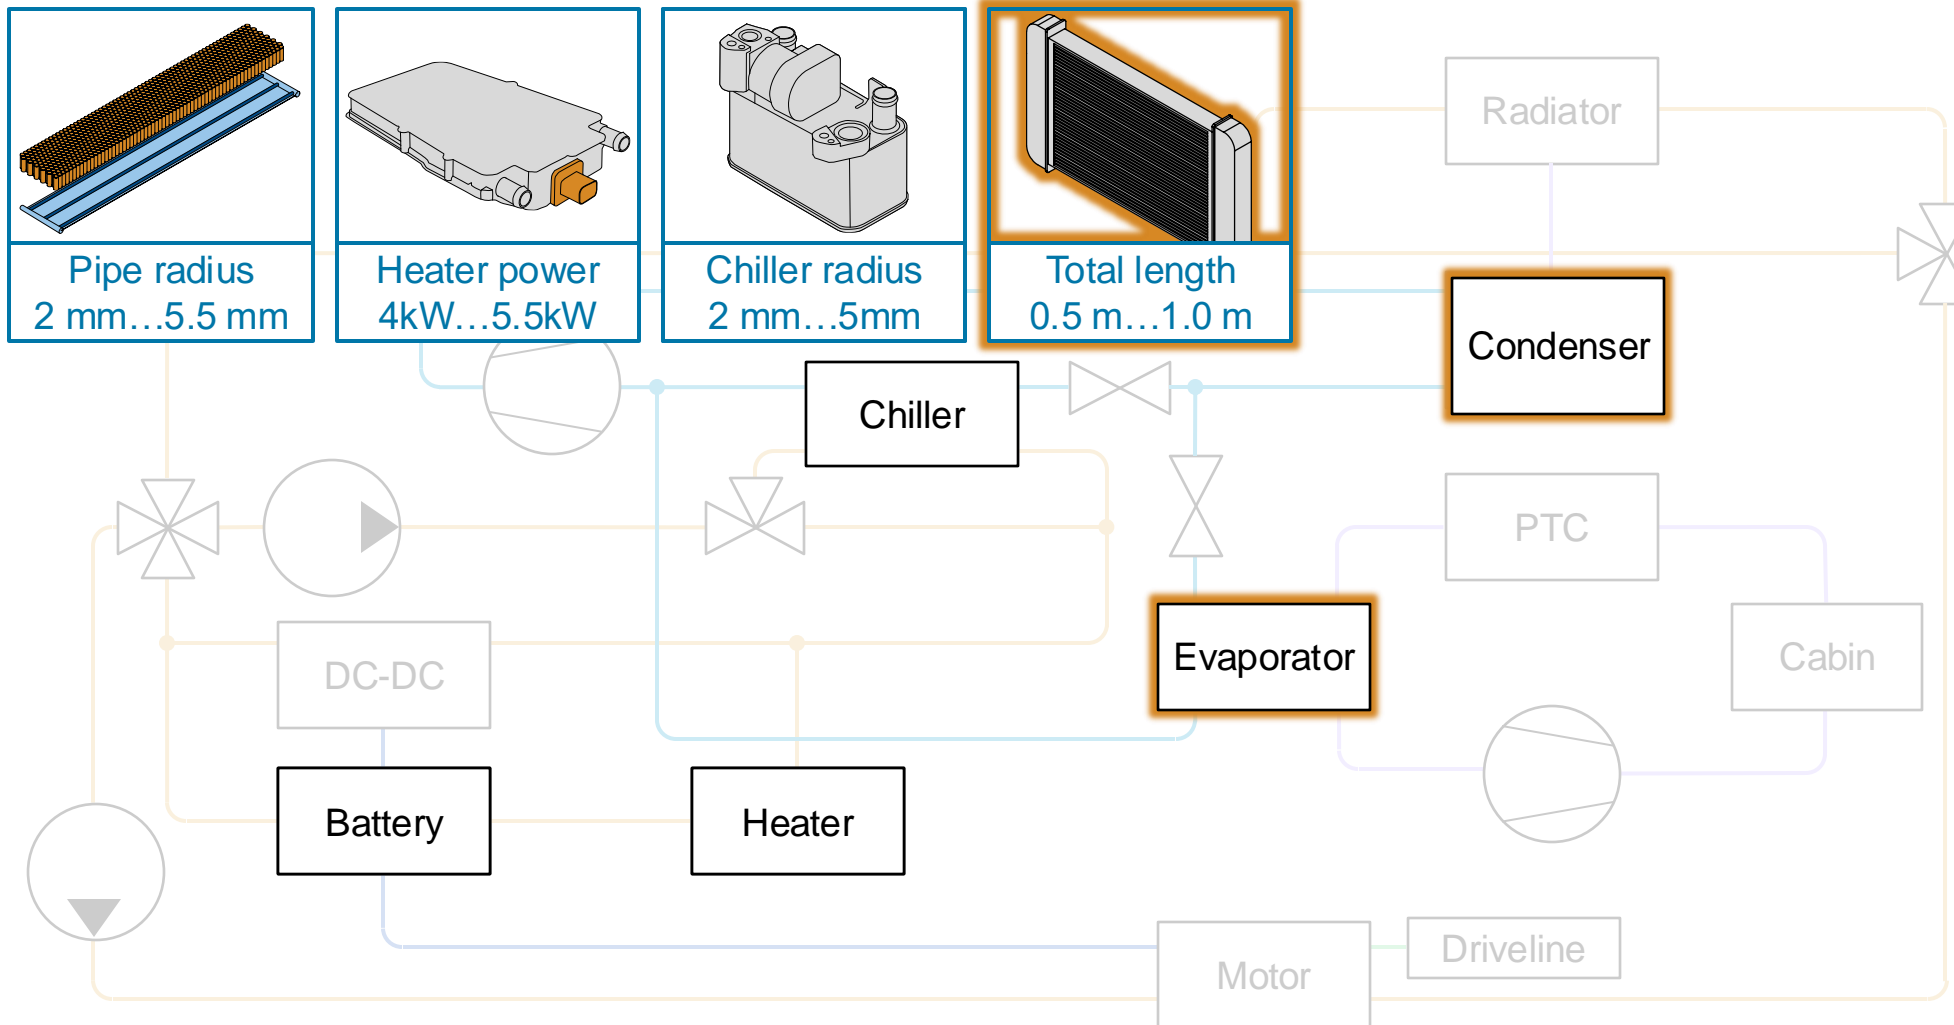 Pipe radius
2 mm…5.5 mm
Heater power
4kW…5.5kW
Chiller radius
2 mm…5mm
Total length
0.5 m…1.0 m
Radiator
Condenser
Chiller
PTC
Evaporator
Cabin
DC-DC
Battery
Heater
Driveline
Motor